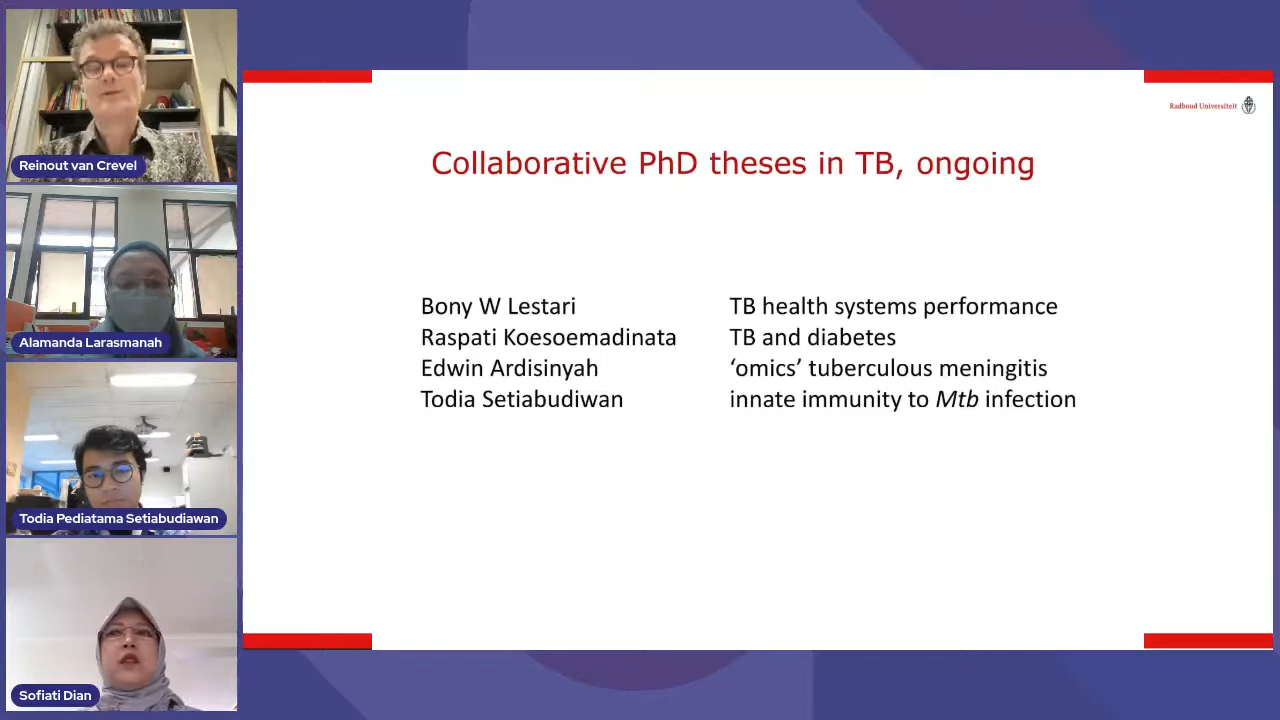 Reinout van Crevel
Alamanda Larasmanah
Todia Pediatama Setiabudiawan
Sofiati Dian
Radboud Universiteit
Collaborative PhD theses in TB, ongoing
Bony W Lestari TB health systems performance
Raspati Koesoemadinata TB and diabetes
Edwin Ardisinyah ‘omics’ tuberculous meningitis
Todia Setiabudiwan innate immunity to Mtb infection